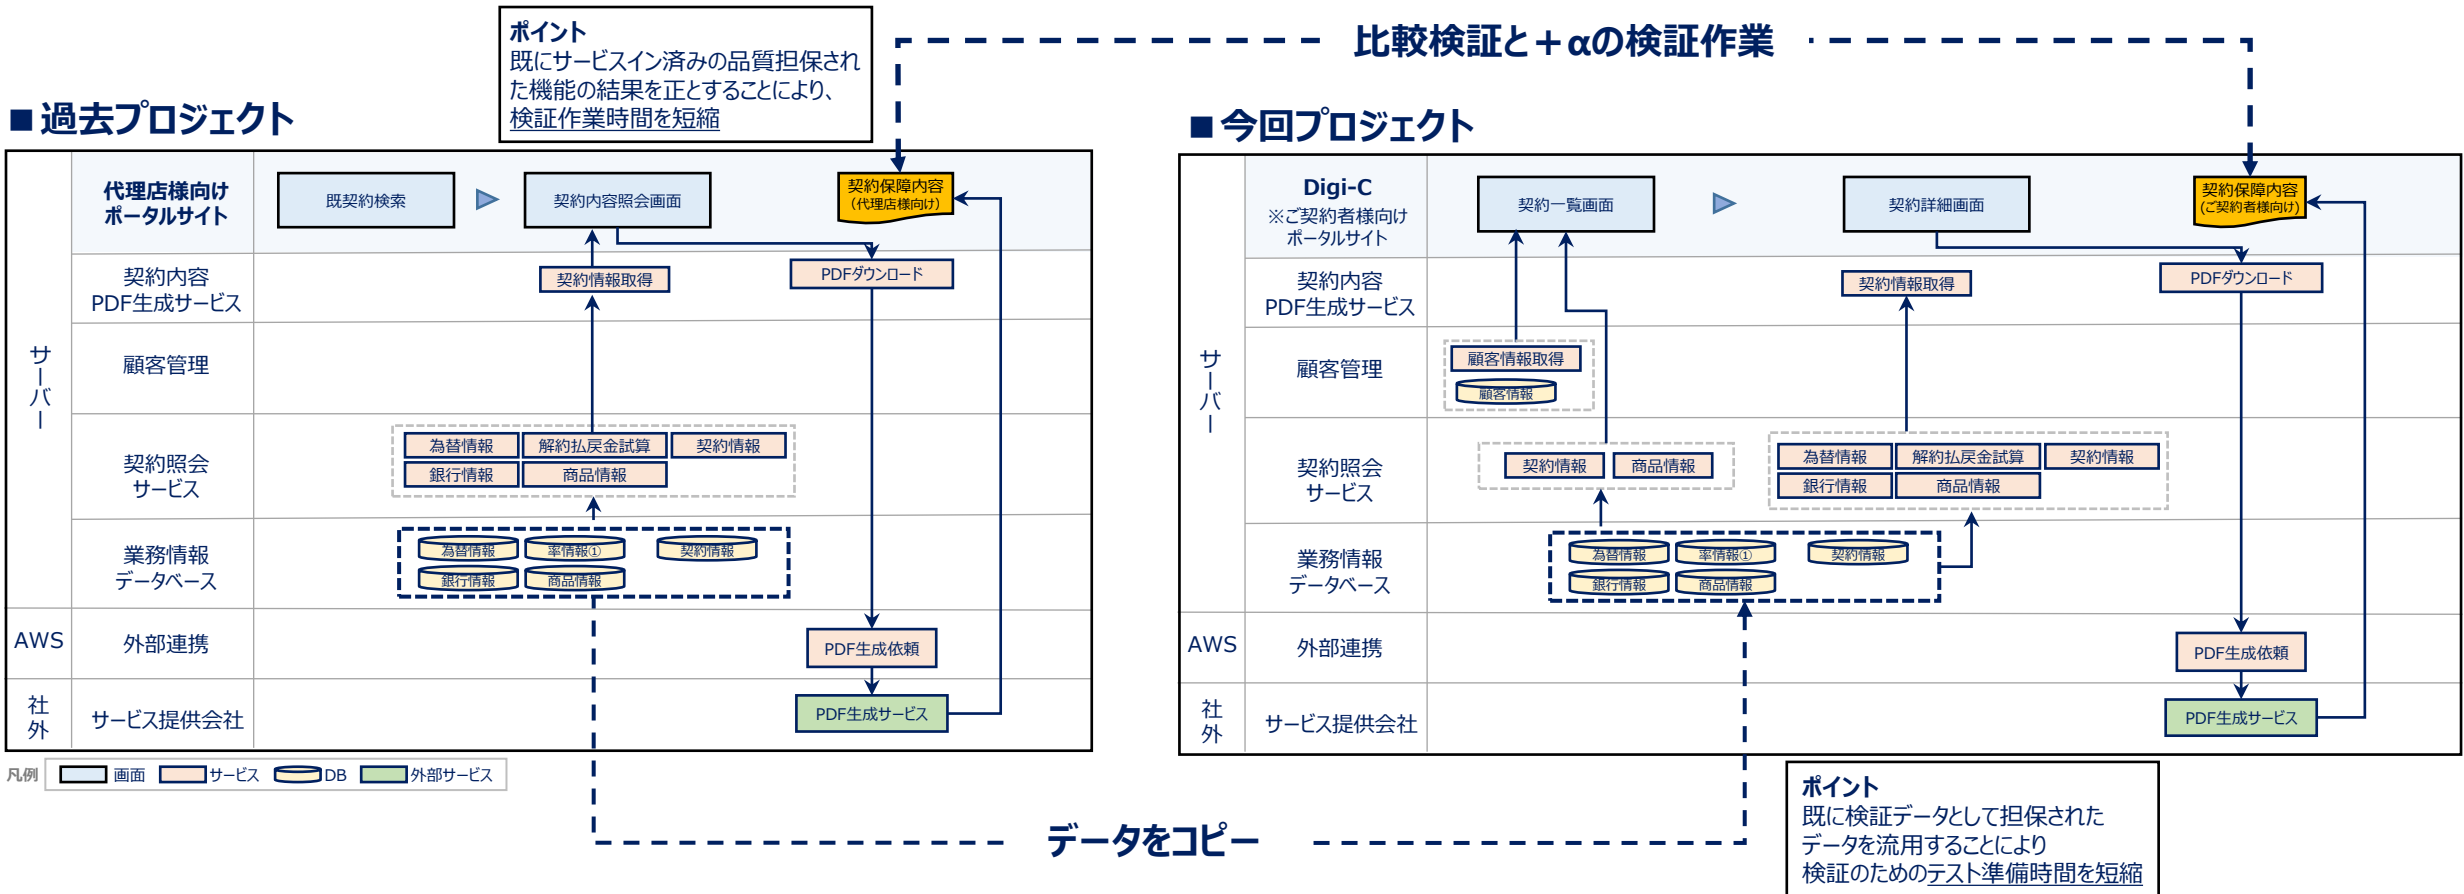 ポイント
既にサービスイン済みの品質担保され
た機能の結果を正とすることにより、
検証作業時間を短縮
比較検証と+αの検証作業
■過去プロジェクト
サーバー
代理店様向け
ポータルサイト
既契約検索
契約内容照会画面
契約保障内容
(代理店様向け)
契約内容
PDF生成サービス
契約情報取得
PDFダウンロード
顧客管理
契約照会
サービス
為替情報
解約払戻金試算
契約情報
銀行情報
商品情報
業務情報
データベース
為替情報
率情報①
契約情報
銀行情報
商品情報
AWS
外部連携
PDF生成依頼
社外
サービス提供会社
PDF生成サービス
凡例
画面
サービス
DB
外部サービス
■今回プロジェクト
サーバー
Digi-C
※ご契約者様向け
ポータルサイト
契約一覧画面
契約詳細画面
契約保障内容
(ご契約者様向け)
契約内容
PDF生成サービス
契約情報取得
PDFダウンロード
顧客管理
顧客情報取得
顧客情報
契約照会
サービス
契約情報
商品情報
為替情報
解約払戻金試算
契約情報
銀行情報
商品情報
業務情報
データベース
為替情報
率情報①
契約情報
銀行情報
商品情報
AWS
外部連携
PDF生成依頼
社外
サービス提供会社
PDF生成サービス
データをコピー
ポイント
既に検証データとして担保された
データを流用することにより
検証のためのテスト準備時間を短縮